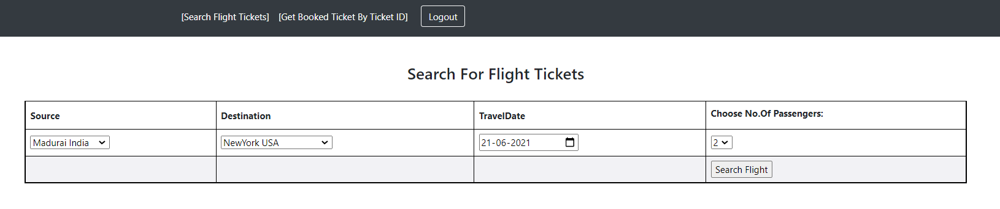 [Search Flight Tickets] [Get Booked Ticket By Ticket ID] Logout
Search For Flight Tickets
Source Destination TravelDate Choose No.Of Passengers:
Madurai India NewYork USA 21-06-2021 2
Search Flight